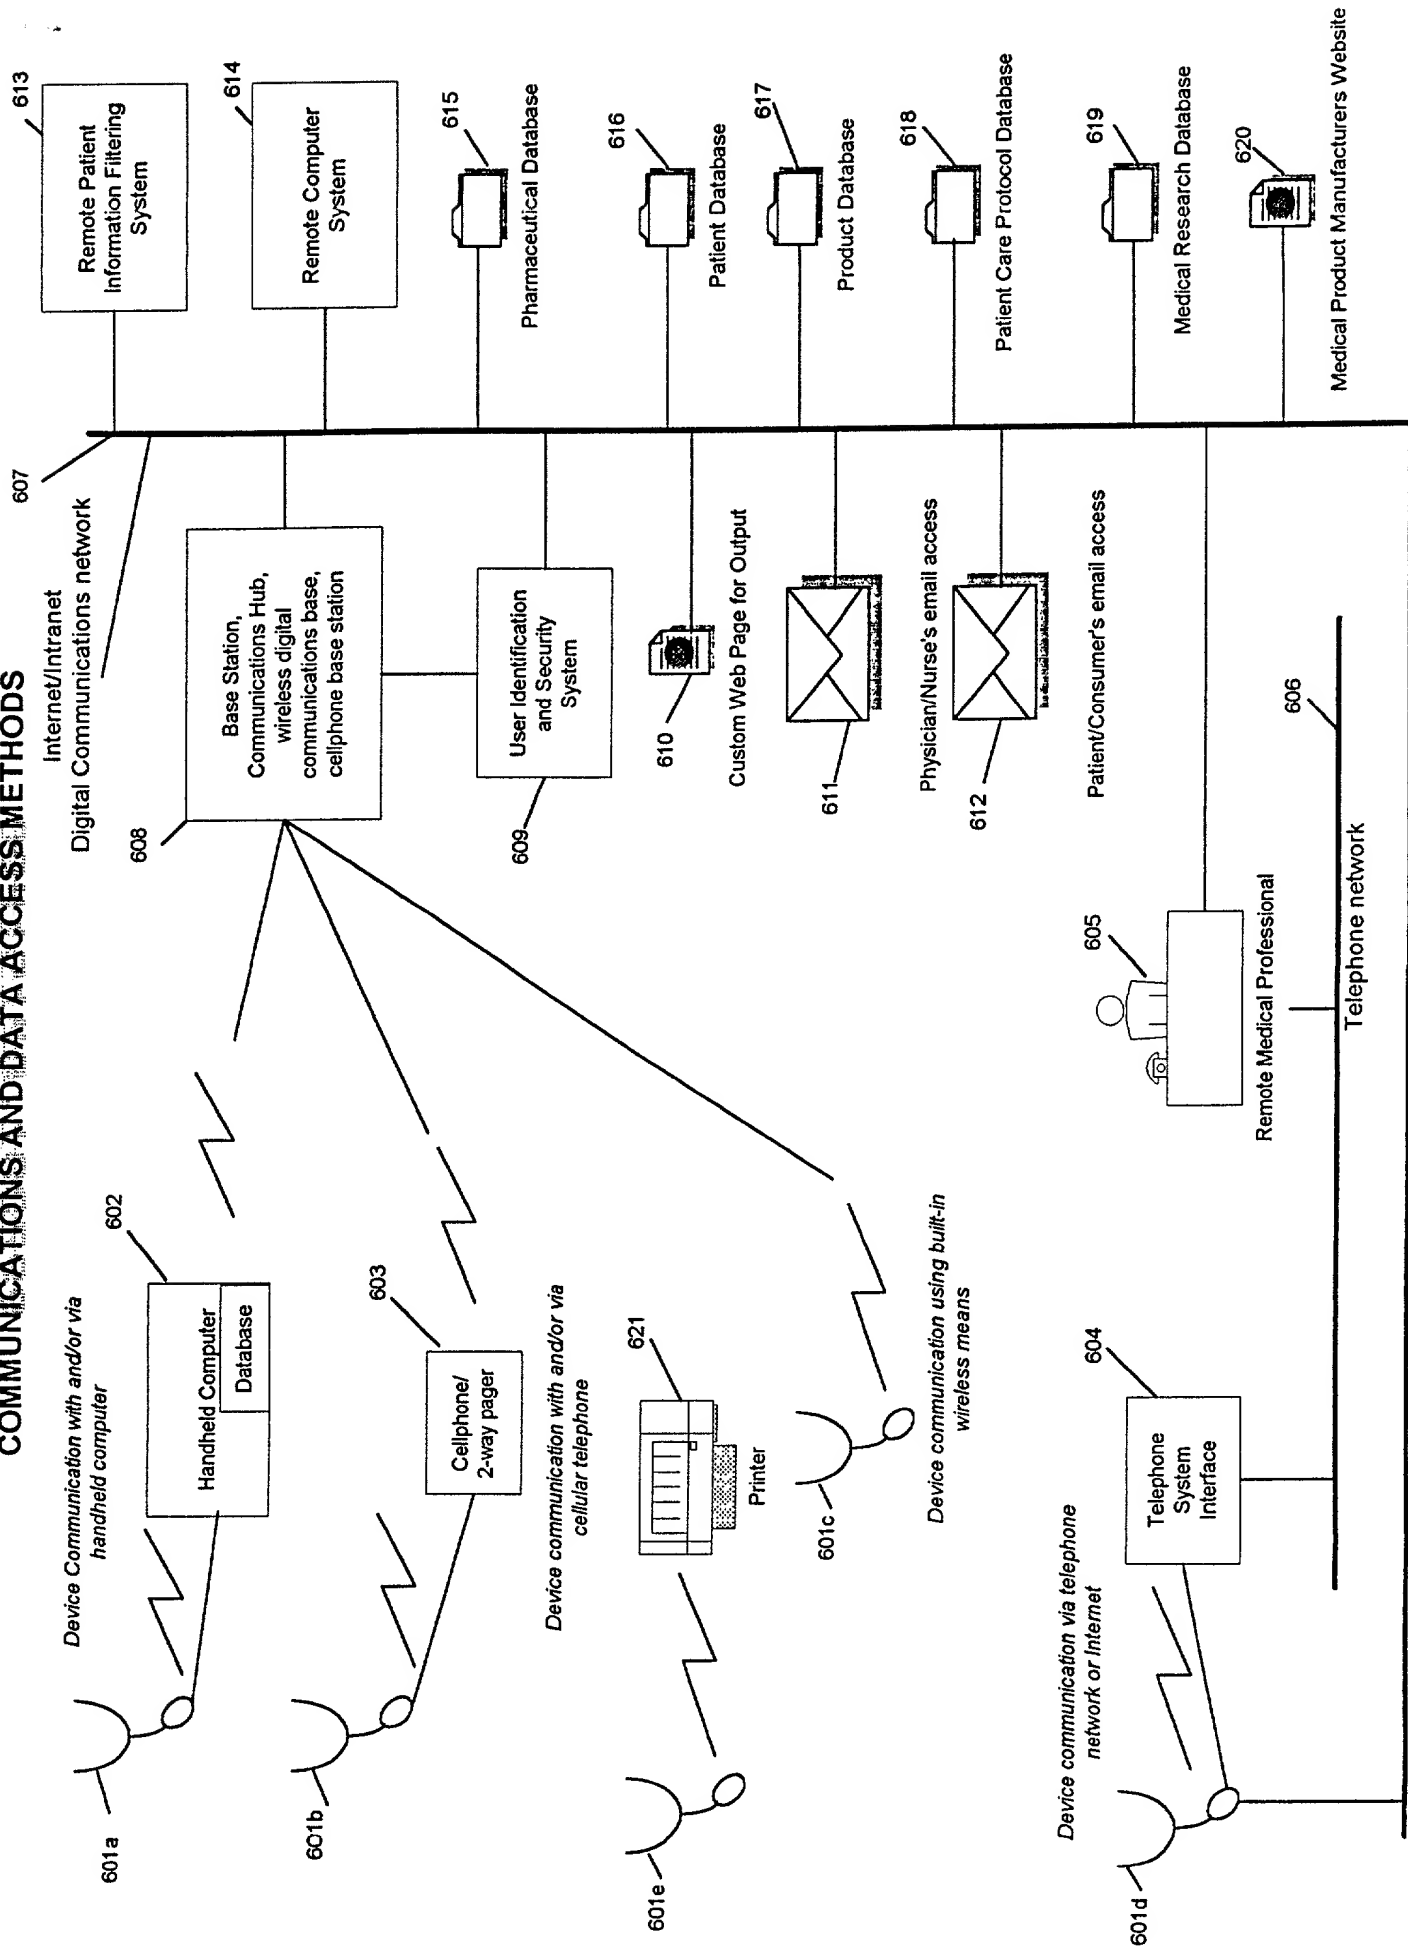 COMMUNICATIONS AND DATA ACCESS METHODS
Internet/Intranet
Digital Communications network
607
613
Remote Patient
Information Filtering
System
614
Remote Computer
System
615
Pharmaceutical Database
616
Patient Database
617
Product Database
618
Patient Care Protocol Database
619
Medical Research Database
620
Medical Product Manufacturers Website
608
Base Station,
Communications Hub,
wireless digital
communications base,
cellphone base station
609
User Identification
and Security
System
610
Custom Web Page for Output
611
Physician/Nurse's email access
612
Patient/Consumer's email access
605
Remote Medical Professional
606
Telephone network
Device Communication with and/or via
handheld computer
602
Handheld Computer
Database
601a
603
Cellphone/
2-way pager
601b
Device communication with and/or via
cellular telephone
621
Printer
601e
601c
Device communication using built-in
wireless means
Device communication via telephone
network or Internet
604
Telephone
System
Interface
601d